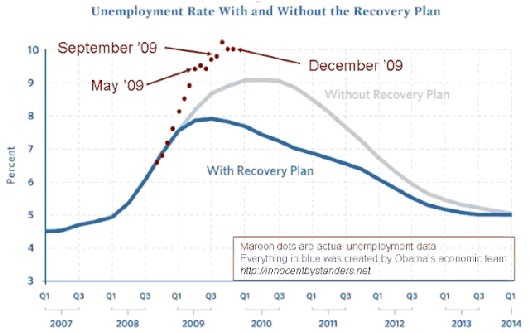 Unemployment Rate With and Without the Recovery Plan
10
9
8
7
6
5
4
3
Percent
September '09
May '09
December '09
Without Recovery Plan
With Recovery Plan
Maroon dots are actual unemployment data
Everything in blue was created by Obama's economic team
http://innocentbystanders.net
Q1 Q3 Q1 Q3 Q1 Q3 Q1 Q3 Q1 Q3 Q1 Q3 Q1 Q3 Q1
2007 2008 2009 2010 2011 2012 2013 2014